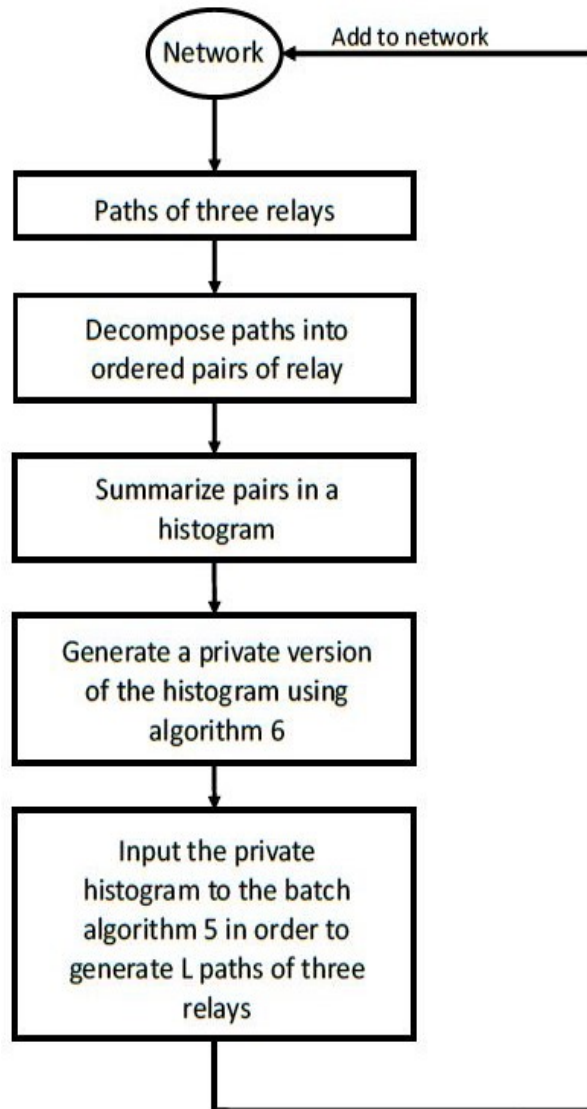 Network
Add to network
Paths of three relays
Decompose paths into
ordered pairs of relay
Summarize pairs in a
histogram
Generate a private version
of the histogram using
algorithm 6
Input the private
histogram to the batch
algorithm 5 in order to
generate L paths of three
relays